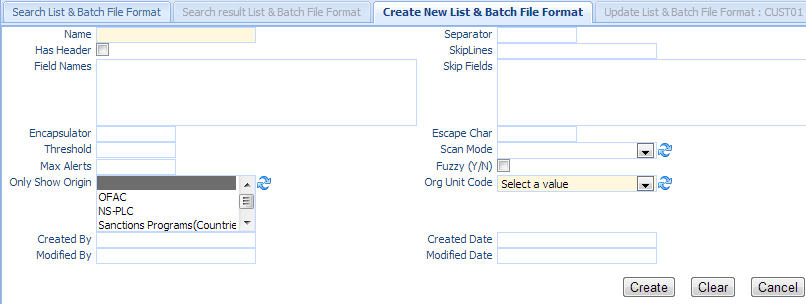 Search List & Batch File Format Search result List & Batch File Format Create New List & Batch File Format Update List & Batch File Format : CUST01
Name Separator
Has Header SkipLines
Field Names Skip Fields
Encapsulator Escape Char
Threshold Scan Mode
Max Alerts Fuzzy (Y/N)
Only Show Origin Org Unit Code Select a value
OFAC
NS-PLC
Sanctions Programs(Countrie
Created By Created Date
Modified By Modified Date
Create Clear Cancel